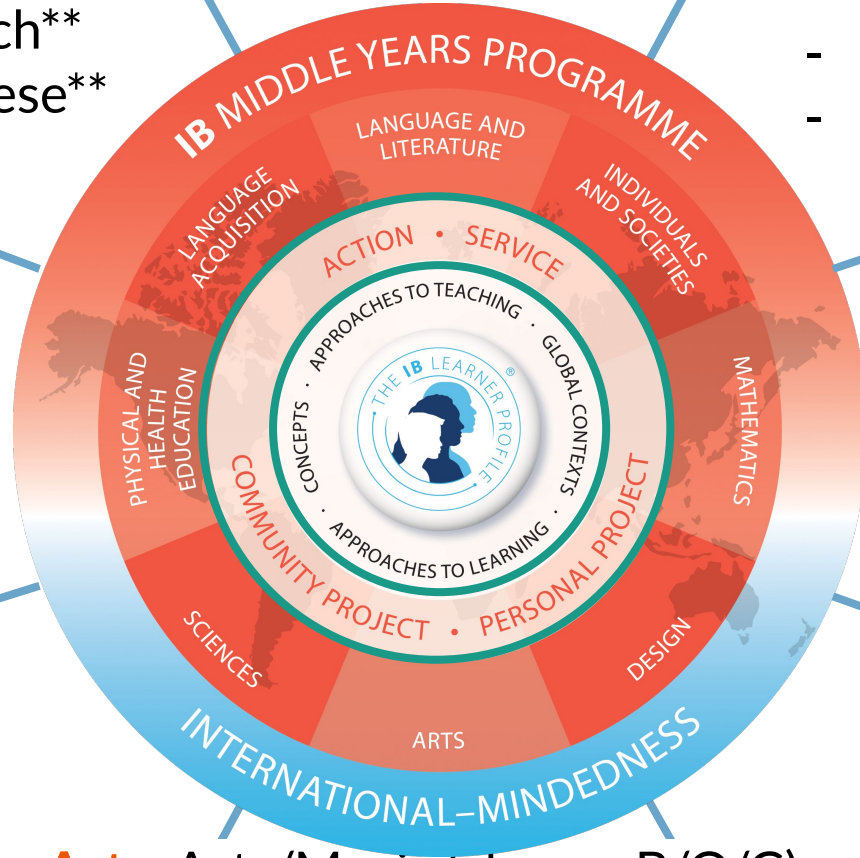 ch**
ese**
-
-
IB MIDDLE YEARS PROGRAMME
LANGUAGE AND
LITERATURE
INDIVIDUALS
AND SOCIETIES
MATHEMATICS
DESIGN
ARTS
SCIENCES
PHYSICAL AND
HEALTH
EDUCATION
LANGUAGE
ACQUISITION
ACTION • SERVICE
COMMUNITY PROJECT • PERSONAL PROJECT
APPROACHES TO TEACHING ·
GLOBAL CONTEXTS ·
APPROACHES TO LEARNING ·
CONCEPTS ·
THE IB LEARNER PROFILE
®
INTERNATIONAL–MINDEDNESS